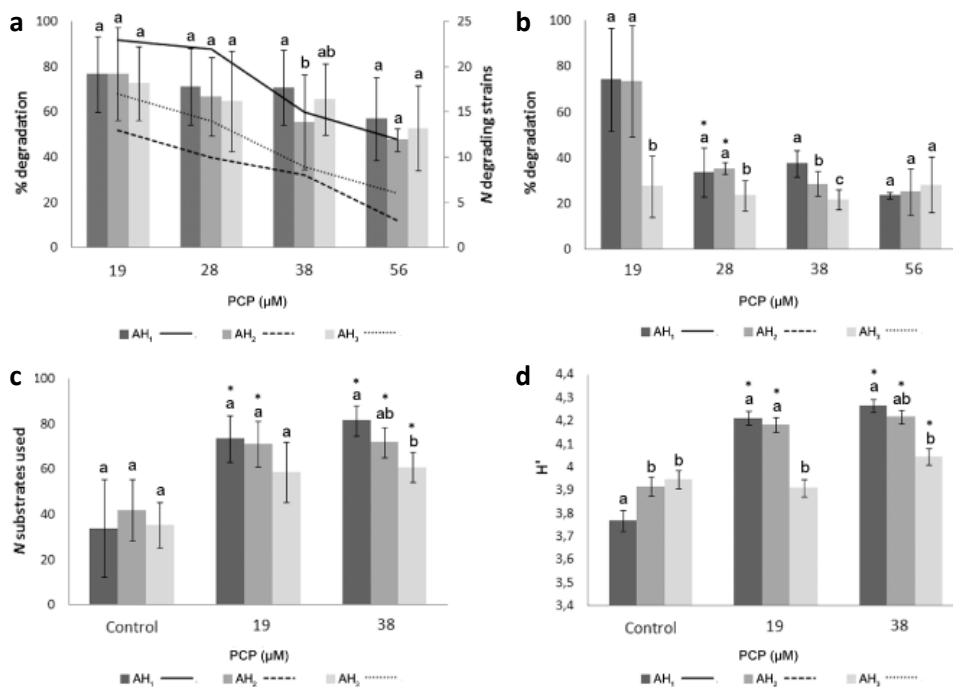 a
a a a a a a a b ab a a a
100 80 60 40 20 0
% degradation
25 20 15 10 5 0
N degrading strains
19 28 38 56
PCP (µM)
AH1 AH2 AH3
b
a a b * a * a b a b c a a a
100 80 60 40 20 0
% degradation
19 28 38 56
PCP (µM)
AH1 AH2 AH3
c
a a a * a * a a * a * ab * b
100 80 60 40 20 0
N substrates used
Control 19 38
PCP (µM)
AH1 AH2 AH2
d
a b b * a * a b * a * ab * b
4,4 4,3 4,2 4,1 4 3,9 3,8 3,7 3,6 3,5 3,4
H'
Control 19 38
PCP (µM)
AH1 AH3 AH3